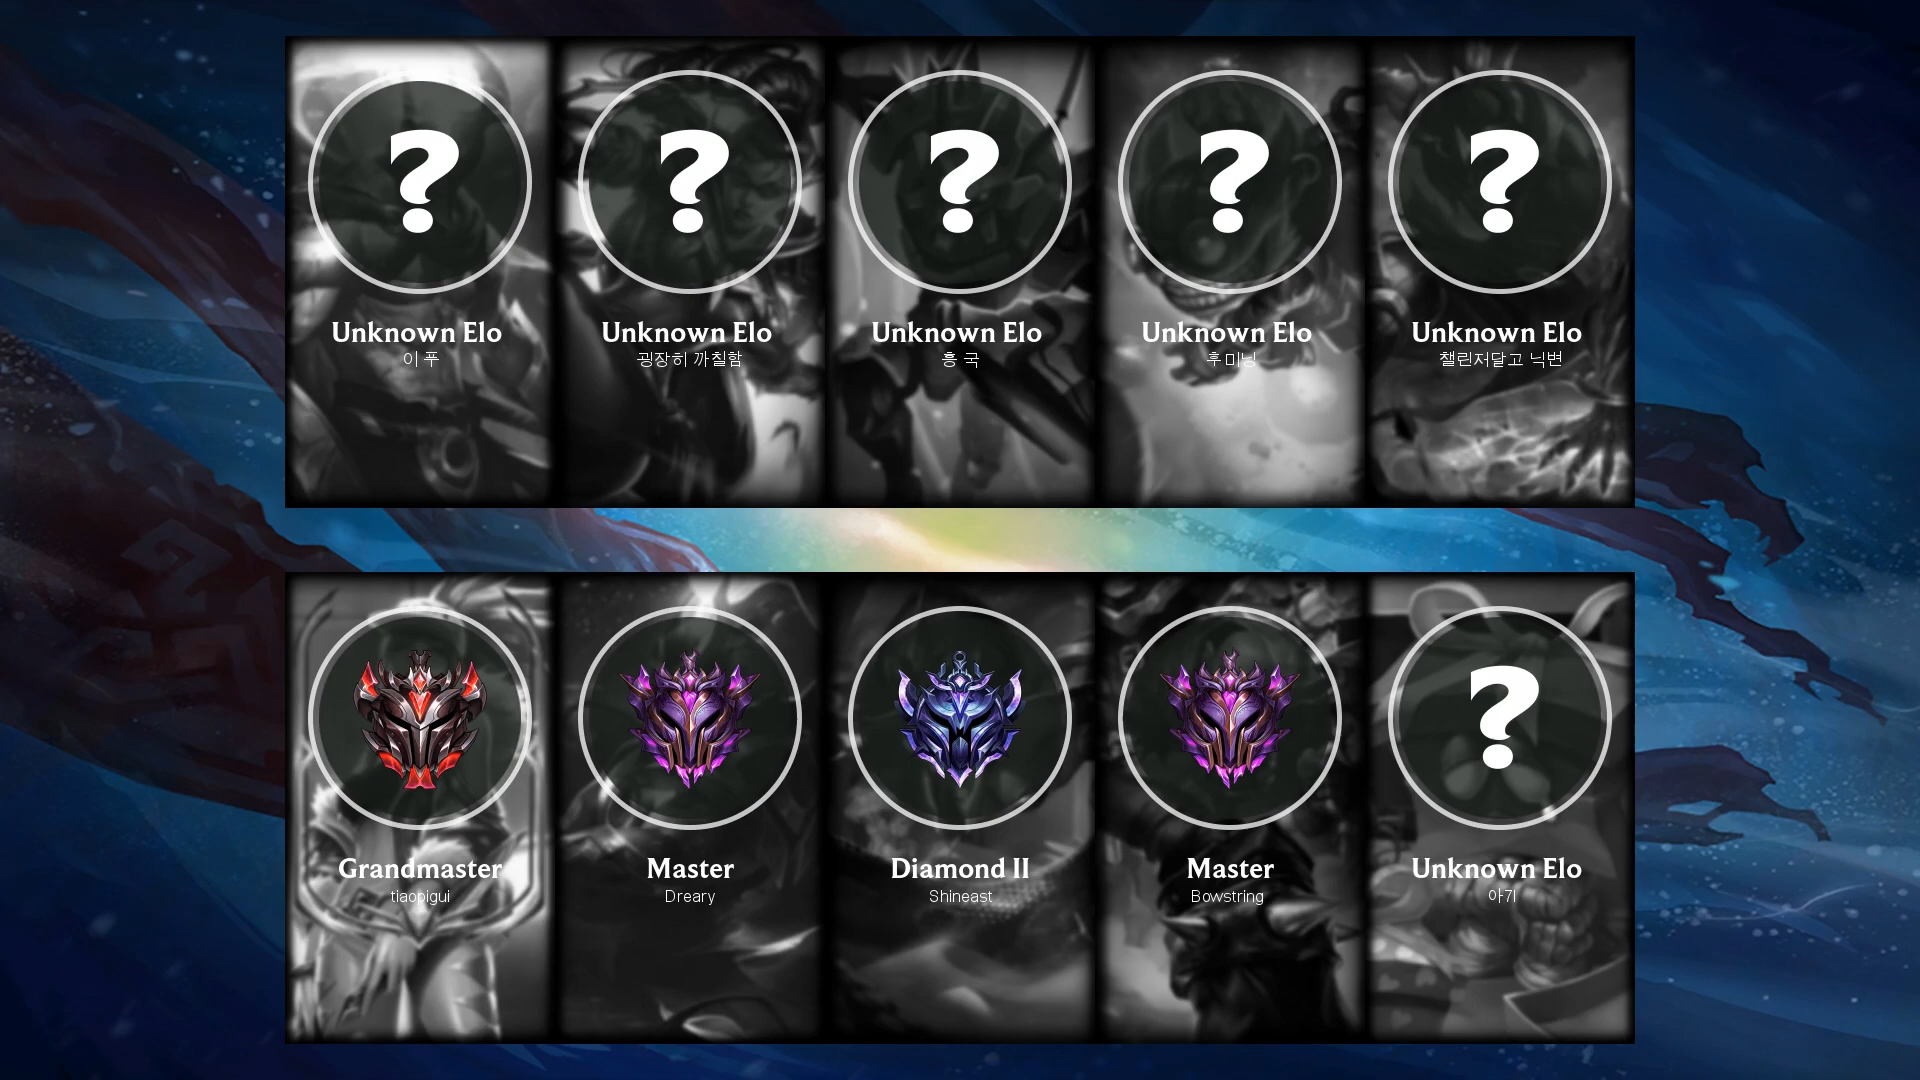 Unknown Elo
이 푸
Unknown Elo
굉장히 까칠함
Unknown Elo
흥 국
Unknown Elo
후미닝
Unknown Elo
챌린저달고 닉변
Grandmaster
tiaopigui
Master
Dreary
Diamond II
Shineast
Master
Bowstring
Unknown Elo
아기